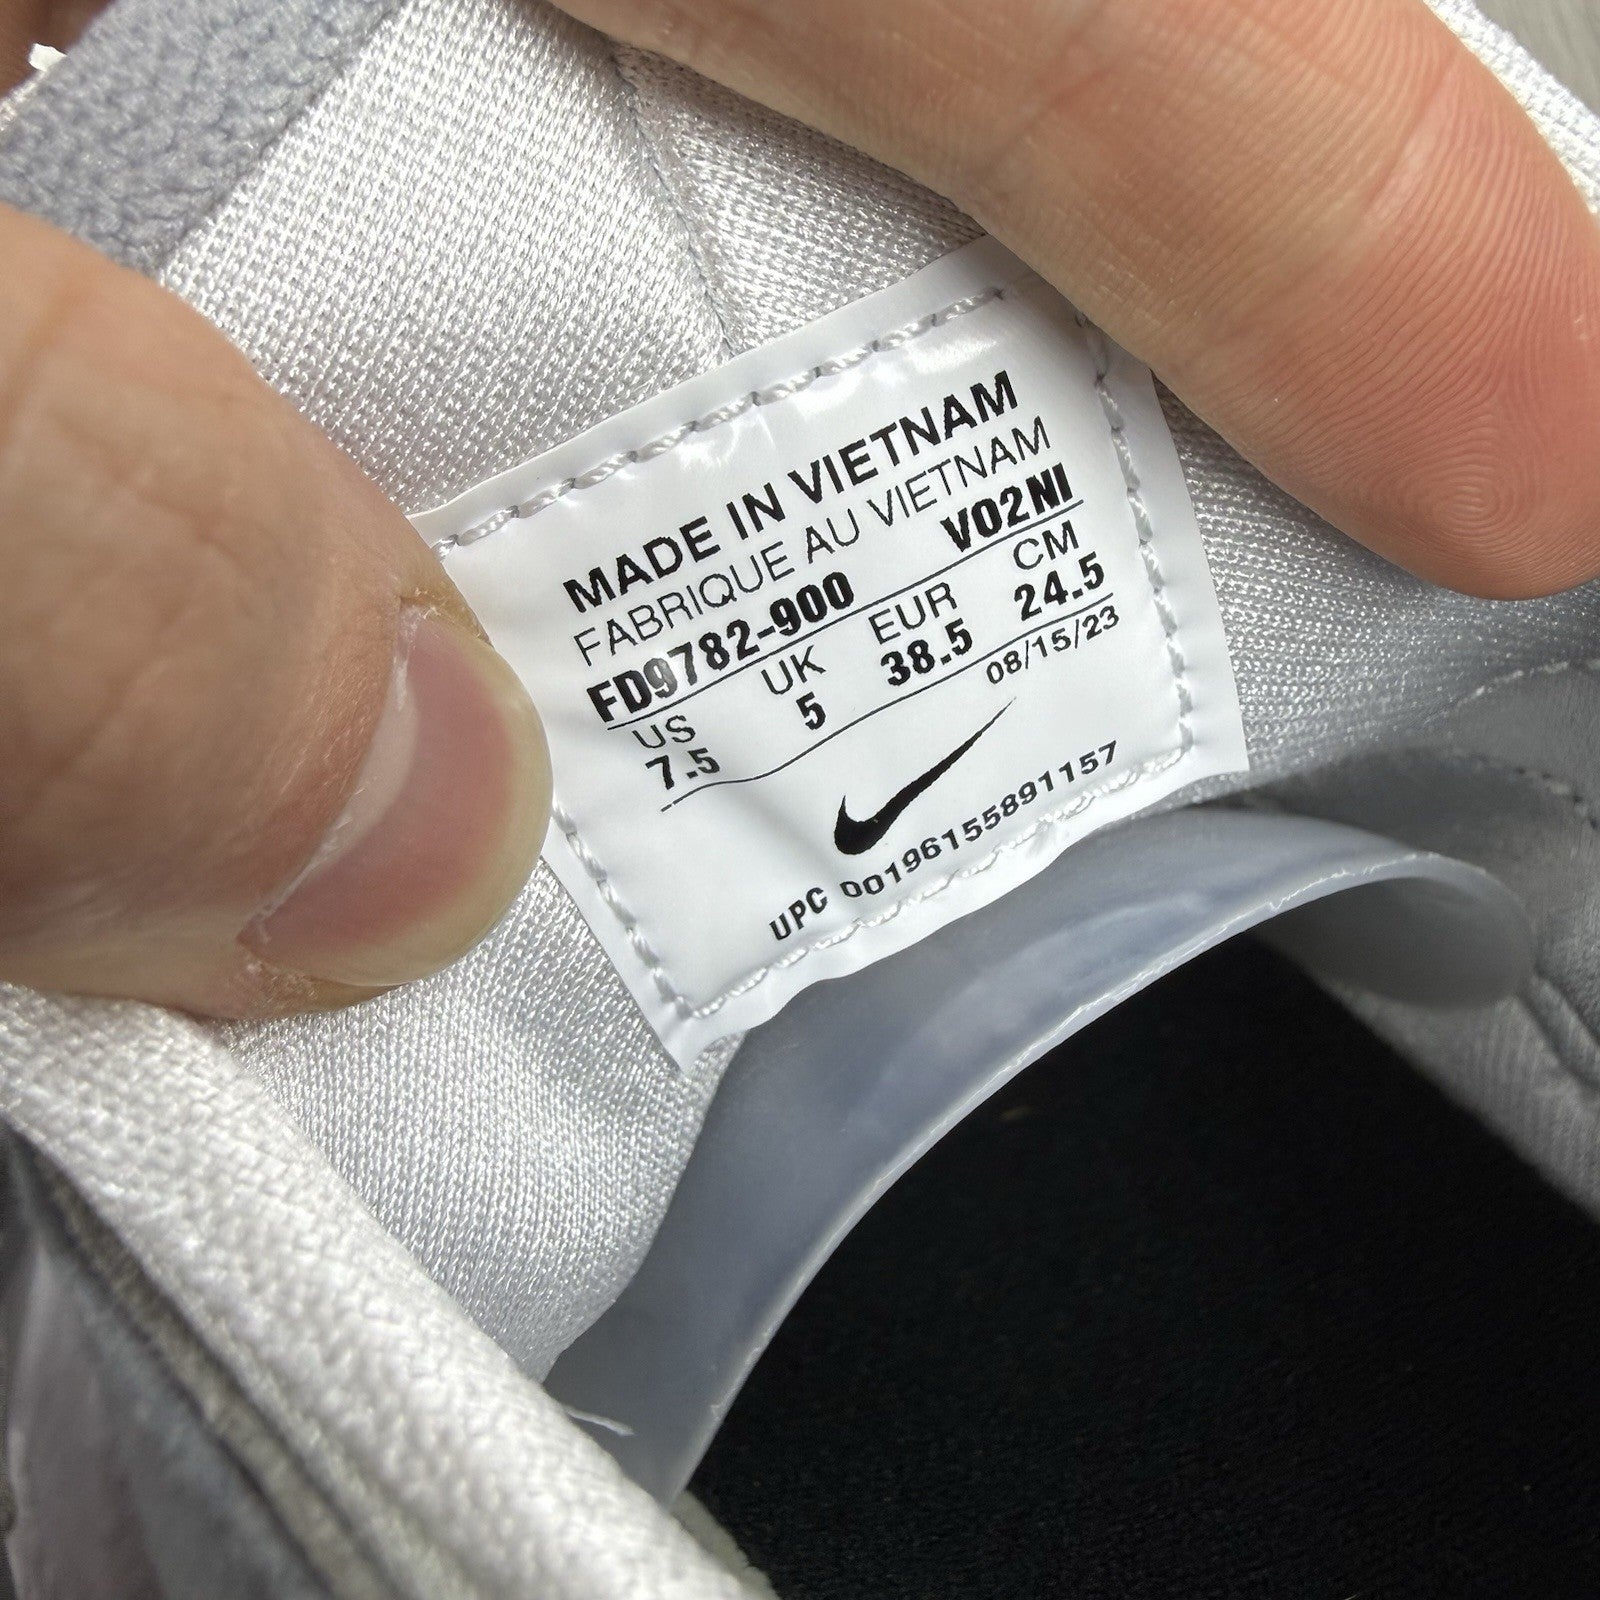 MADE IN VIETNAM
FABRIQUE AU VIETNAM
FD9782-900 VO2NI
US UK EUR CM
7.5 5 38.5 24.5
08/15/23
UPC 00196155891157